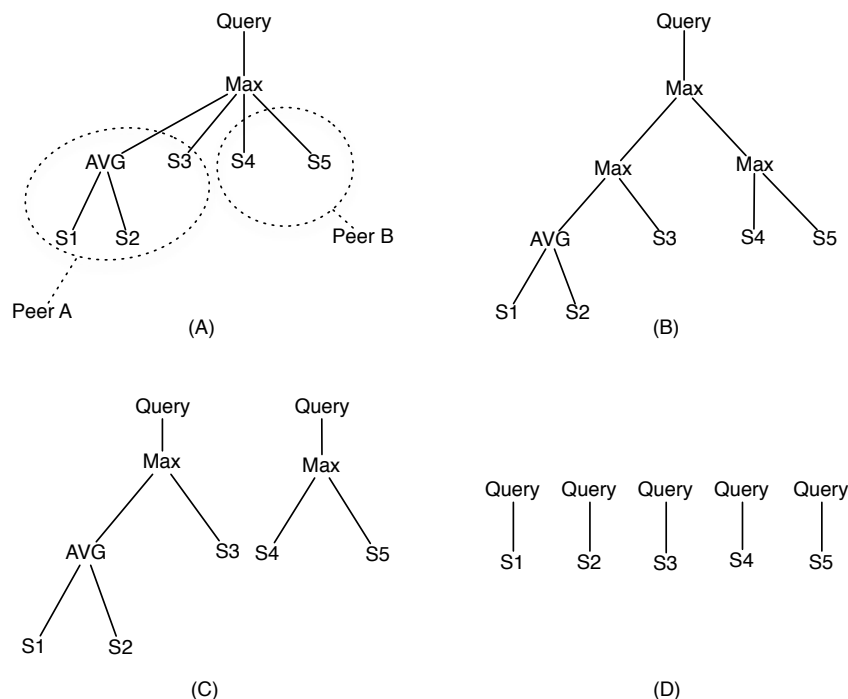 Query
Max
AVG S3 S4 S5
S1 S2
Peer B
Peer A
(A)
Query
Max
Max Max
AVG S3 S4 S5
S1 S2
(B)
Query Query
Max Max
AVG S3 S4 S5
S1 S2
(C)
Query Query Query Query Query
S1 S2 S3 S4 S5
(D)